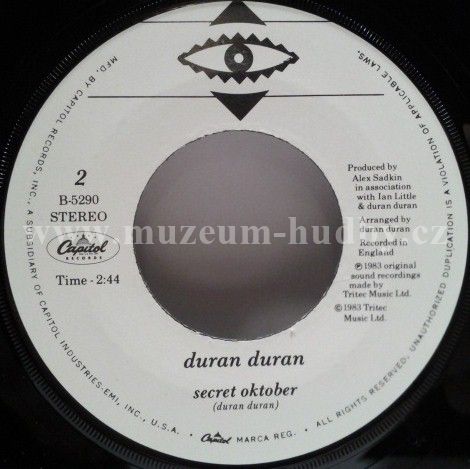 MFD. BY CAPITOL RECORDS, INC., A SUBSIDIARY OF CAPITOL INDUSTRIES-EMI, INC., U.S.A. • Capitol MARCA REG. • ALL RIGHTS RESERVED. UNAUTHORIZED DUPLICATION IS A VIOLATION OF APPLICABLE LAWS.
2
B-5290
STEREO
Capitol
RECORDS
Time - 2:44
Produced by
Alex Sadkin
in association
with Ian Little
& duran duran
Arranged by
duran duran
Recorded in
England
℗1983 original
sound recordings
made by
Tritec Music Ltd.
©1983 Tritec
Music Ltd.
www.muzeum-hudby.cz
duran duran
secret oktober
(duran duran)